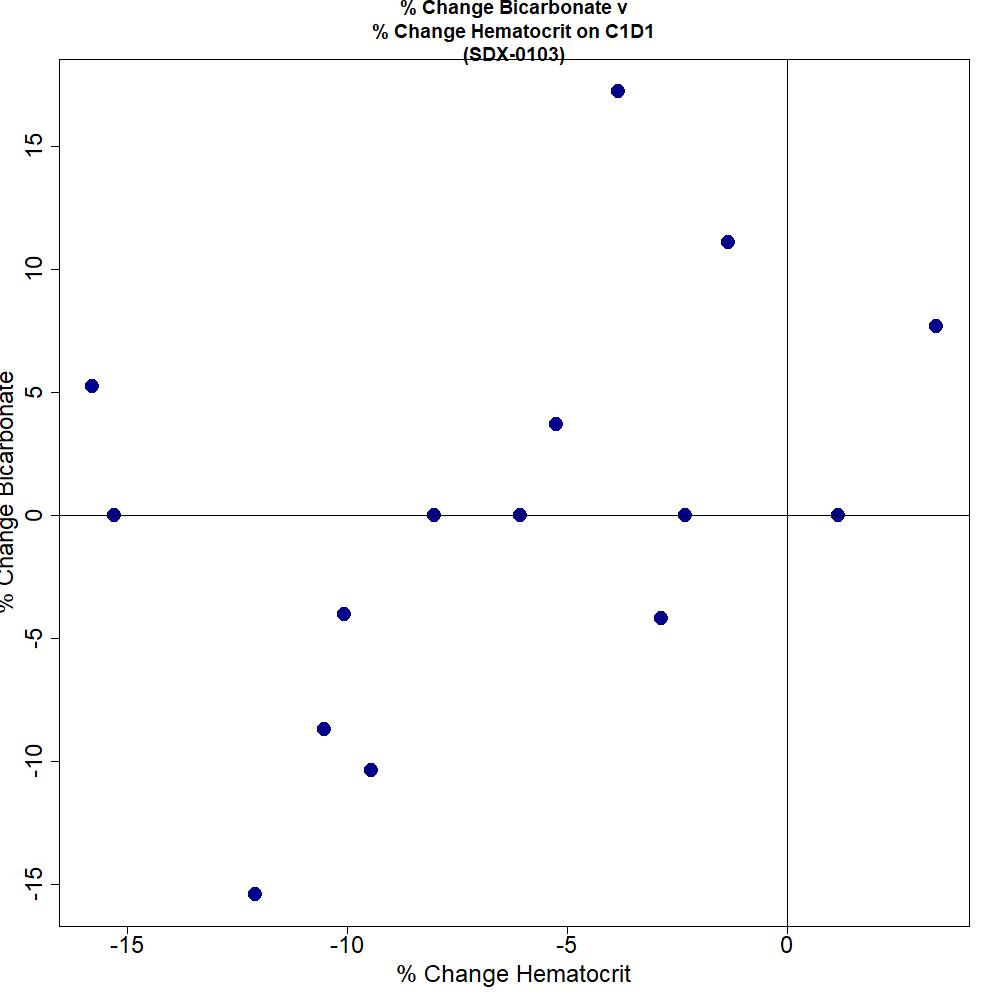 % Change Bicarbonate v
% Change Hematocrit on C1D1
(SDX-0103)
15
10
5
0
-5
-10
-15
% Change Bicarbonate
-15
-10
-5
0
% Change Hematocrit